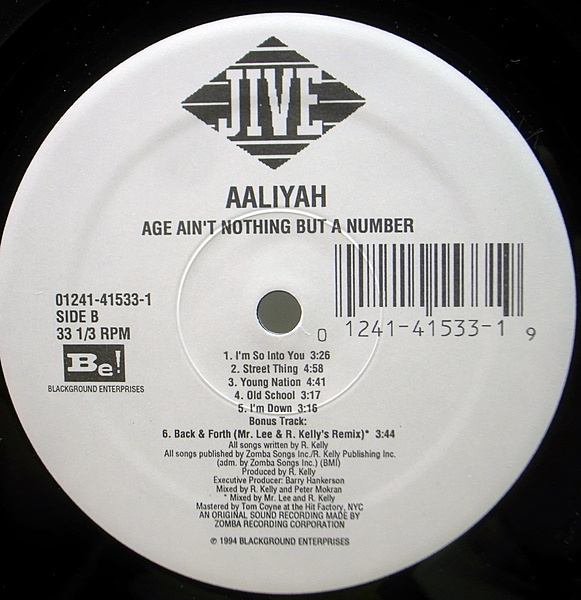 JIVE
AALIYAH
AGE AIN'T NOTHING BUT A NUMBER
01241-41533-1
SIDE B
33 1/3 RPM
Be!
BLACKGROUND ENTERPRISES
0 1241-41533-1 9
1. I'm So Into You 3:26
2. Street Thing 4:58
3. Young Nation 4:41
4. Old School 3:17
5. I'm Down 3:16
Bonus Track:
6. Back & Forth (Mr. Lee & R. Kelly's Remix)* 3:44
All songs written by R. Kelly
All songs published by Zomba Songs Inc./R. Kelly Publishing Inc.
(adm. by Zomba Songs Inc.) (BMI)
Produced by R. Kelly
Executive Producer: Barry Hankerson
Mixed by R. Kelly and Peter Mokran
* Mixed by Mr. Lee and R. Kelly
Mastered by Tom Coyne at the Hit Factory, NYC
AN ORIGINAL SOUND RECORDING MADE BY
ZOMBA RECORDING CORPORATION
℗ 1994 BLACKGROUND ENTERPRISES